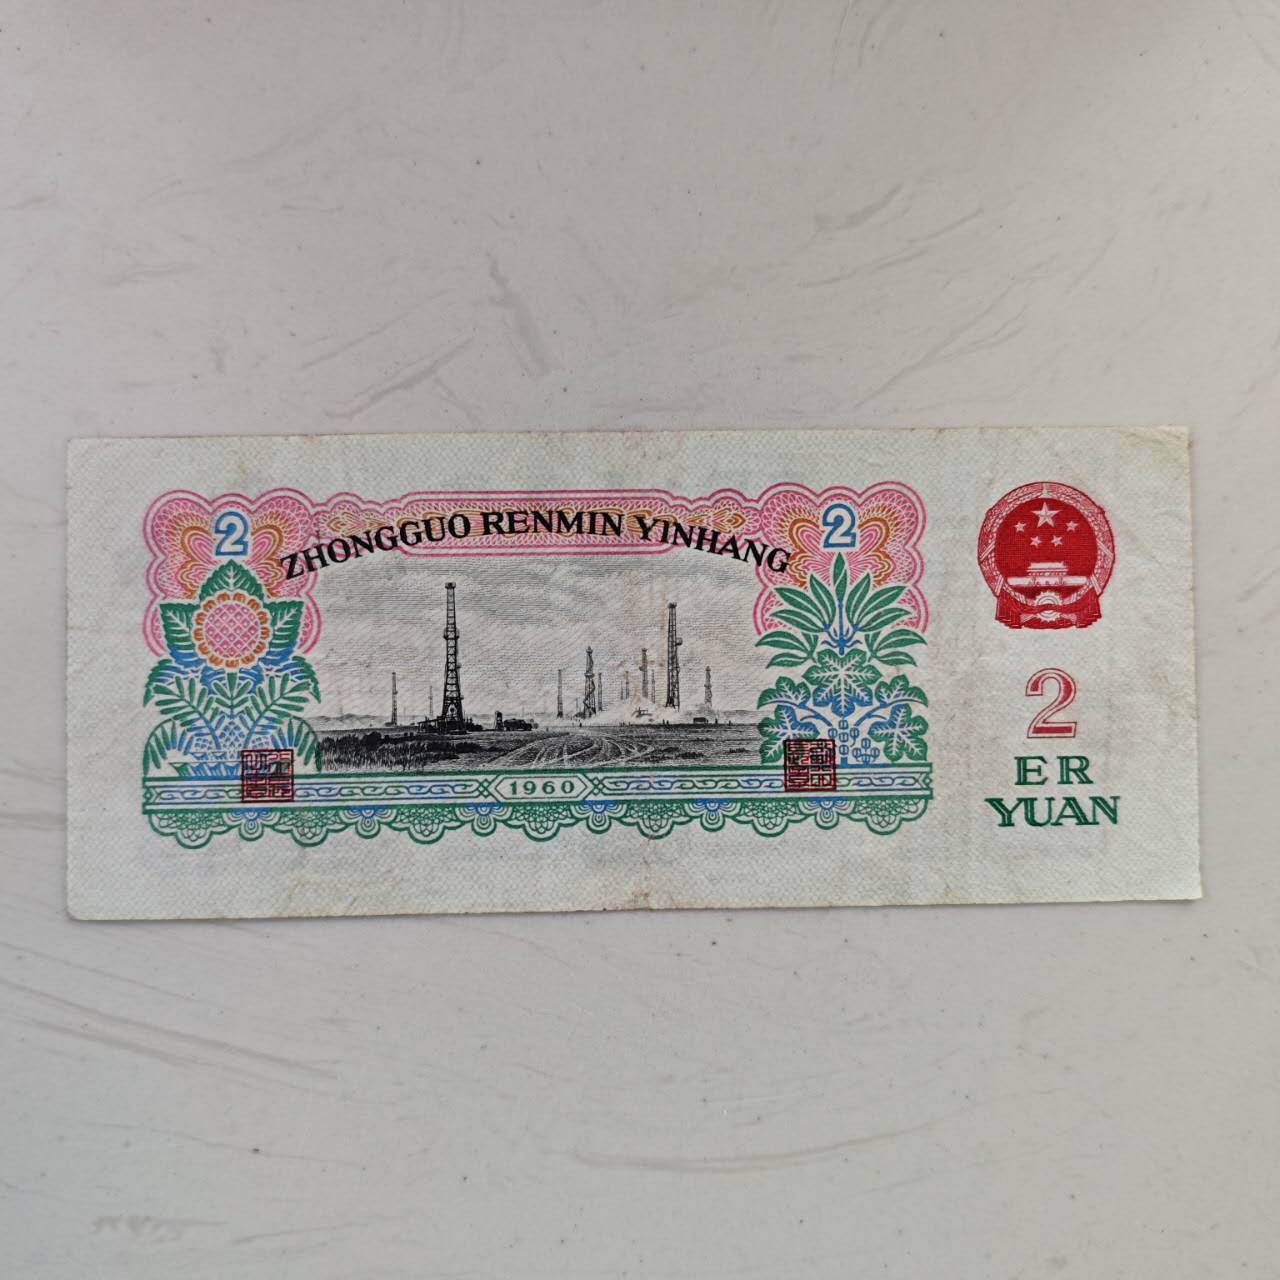 2
ZHONGGUO RENMIN YINHANG
2
1960
2
ER
YUAN